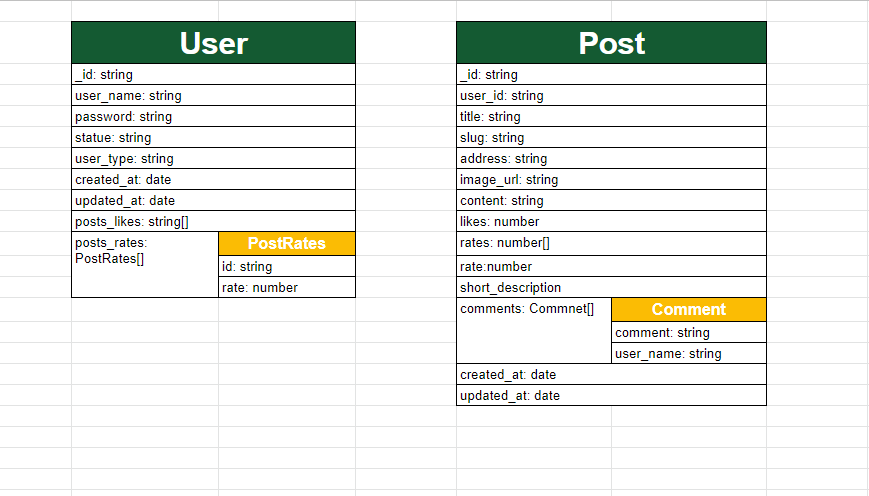 User
_id: string
user_name: string
password: string
statue: string
user_type: string
created_at: date
updated_at: date
posts_likes: string[]
posts_rates:
PostRates[]
PostRates
id: string
rate: number
Post
_id: string
user_id: string
title: string
slug: string
address: string
image_url: string
content: string
likes: number
rates: number[]
rate:number
short_description
comments: Commnet[]
Comment
comment: string
user_name: string
created_at: date
updated_at: date